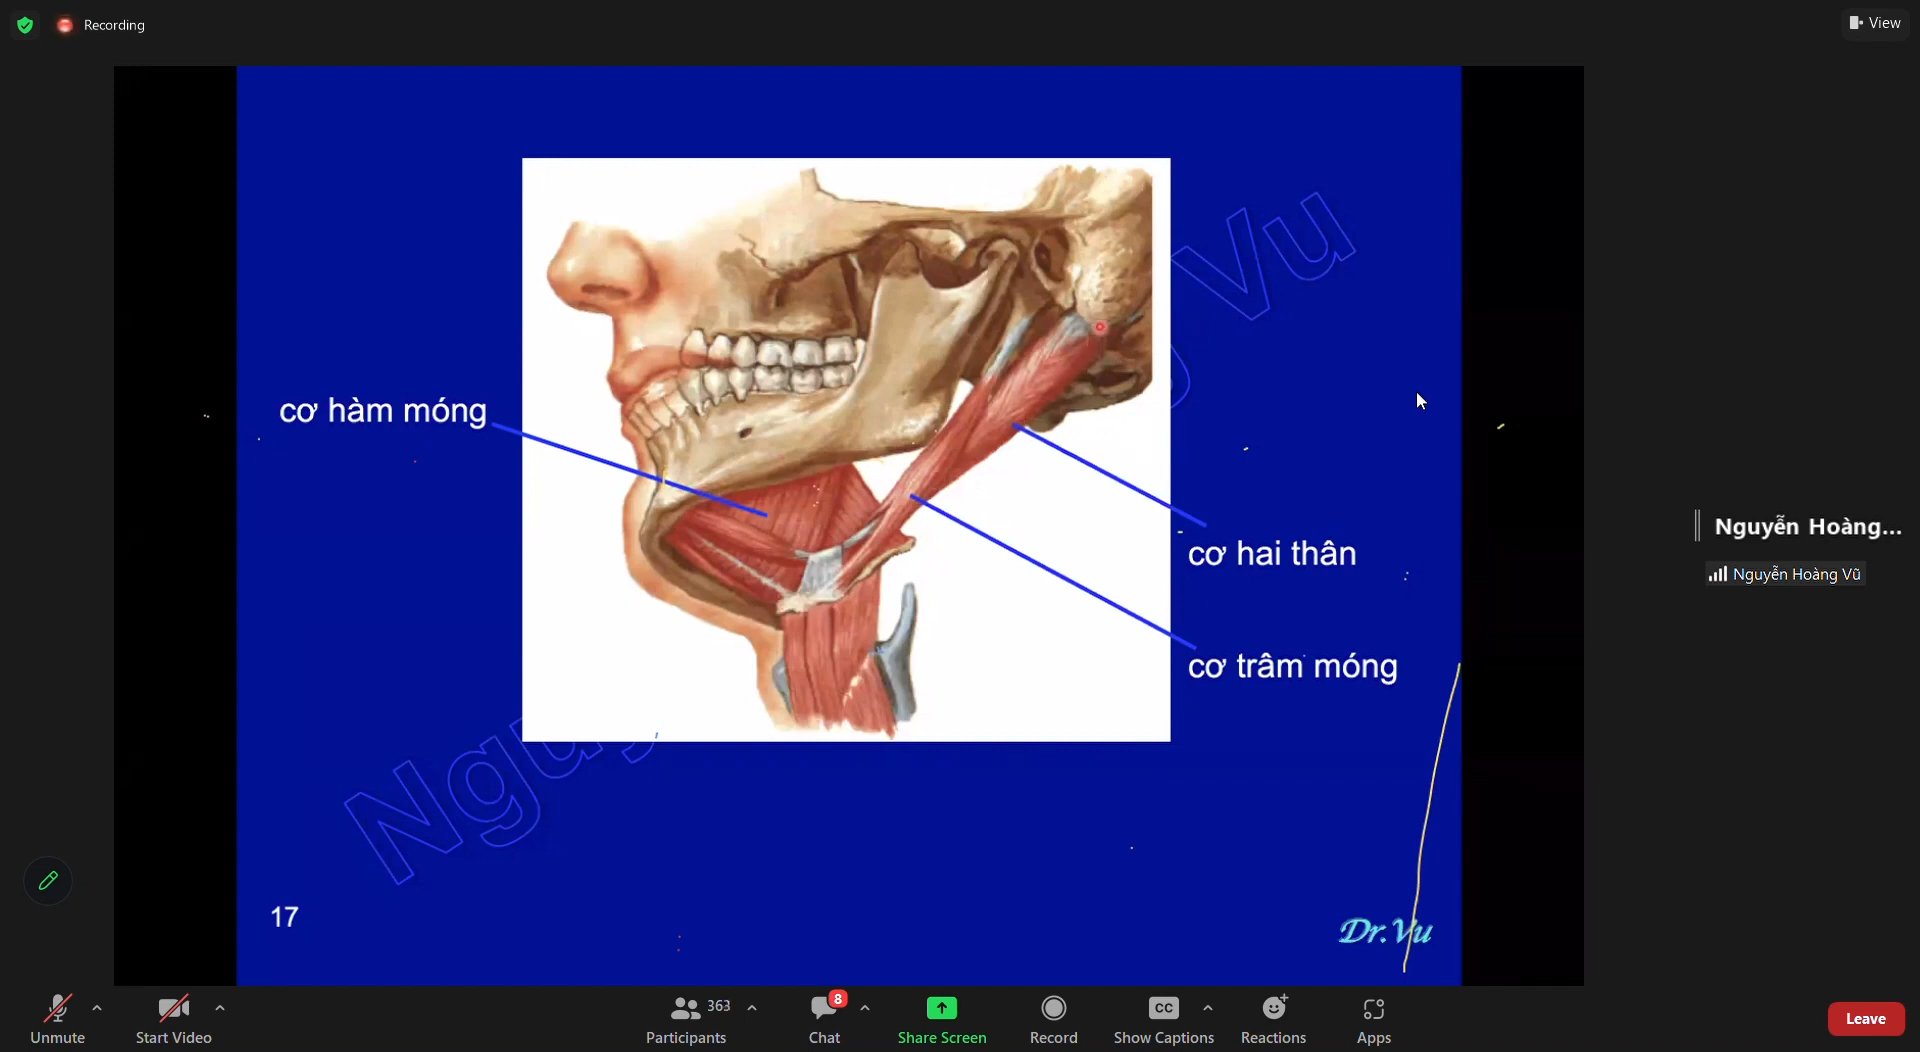 Recording
View
cơ hàm móng
cơ hai thân
cơ trâm móng
Nguy
Vu
17
Dr.Vu
Nguyễn Hoàng...
Nguyễn Hoàng Vũ
Unmute
Start Video
363
Participants
8
Chat
Share Screen
Record
CC
Show Captions
Reactions
Apps
Leave